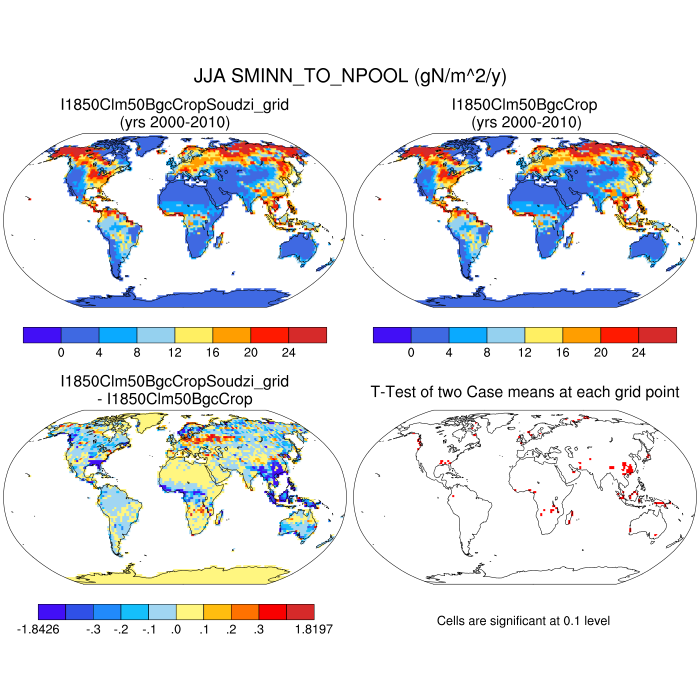 JJA SMINN_TO_NPOOL (gN/m^2/y)
I1850Clm50BgcCropSoudzi_grid
(yrs 2000-2010)
I1850Clm50BgcCrop
(yrs 2000-2010)
0 4 8 12 16 20 24
0 4 8 12 16 20 24
I1850Clm50BgcCropSoudzi_grid
- I1850Clm50BgcCrop
T-Test of two Case means at each grid point
-1.8426 -.3 -.2 -.1 .0 .1 .2 .3 1.8197
Cells are significant at 0.1 level